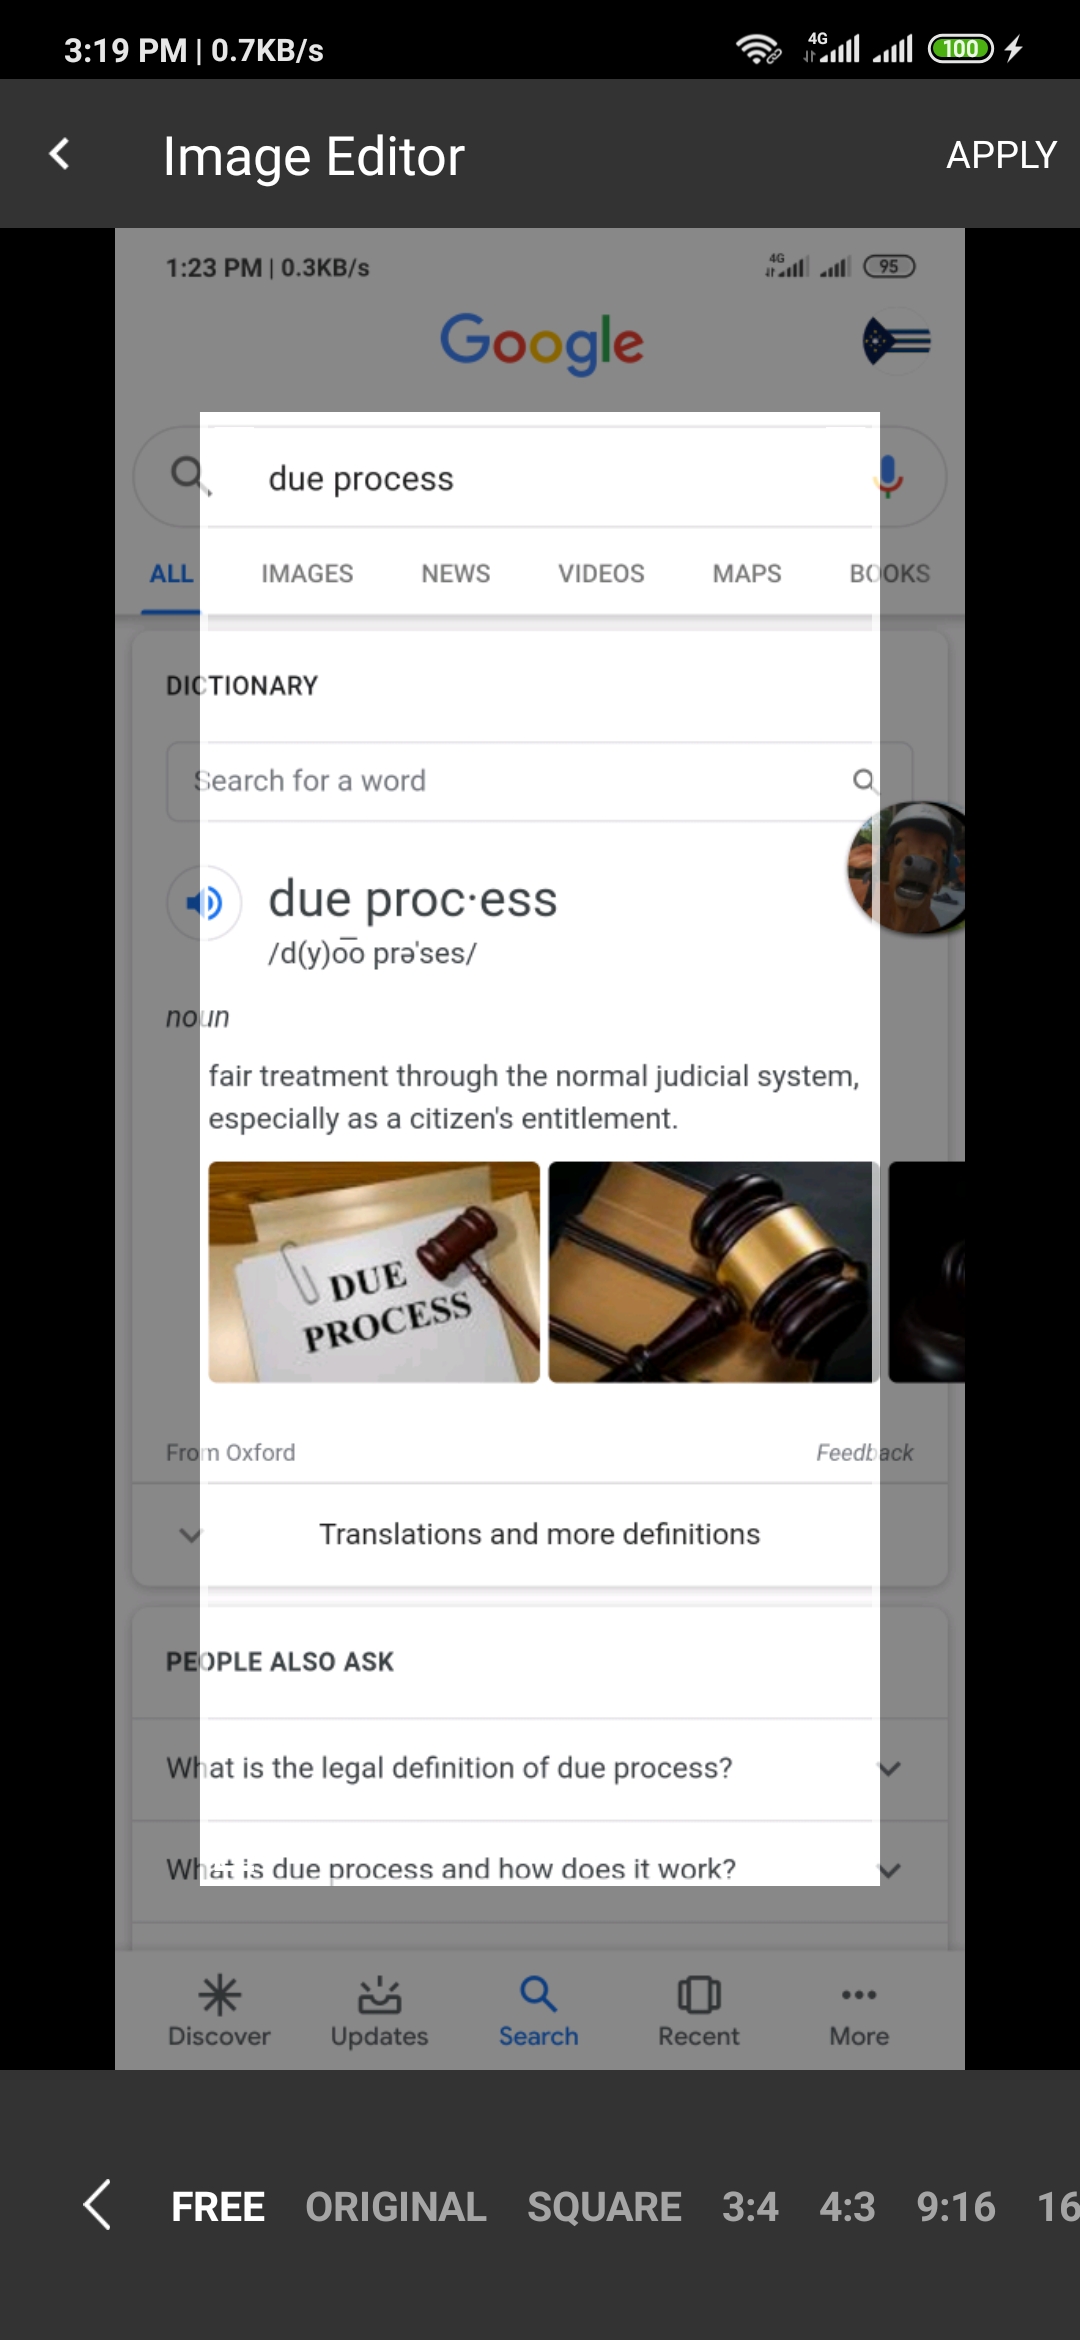 3:19 PM | 0.7KB/s
4G
100
Image Editor
APPLY
1:23 PM | 0.3KB/s
4G
95
Google
due process
ALL IMAGES NEWS VIDEOS MAPS BOOKS
DICTIONARY
Search for a word
due proc·ess
/d(y)o͞o prəˈses/
noun
fair treatment through the normal judicial system,
especially as a citizen's entitlement.
DUE
PROCESS
From Oxford
Feedback
Translations and more definitions
PEOPLE ALSO ASK
What is the legal definition of due process?
What is due process and how does it work?
Discover Updates Search Recent More
FREE ORIGINAL SQUARE 3:4 4:3 9:16 16